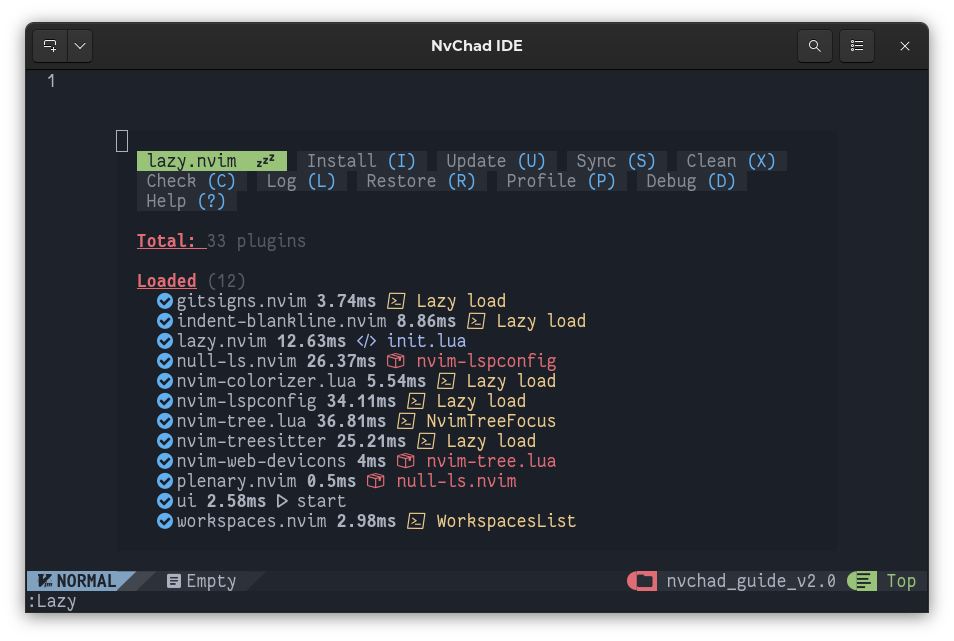 NvChad IDE
1
lazy.nvim zzz Install (I) Update (U) Sync (S) Clean (X)
Check (C) Log (L) Restore (R) Profile (P) Debug (D)
Help (?)
Total: 33 plugins
Loaded (12)
gitsigns.nvim 3.74ms Lazy load
indent-blankline.nvim 8.86ms Lazy load
lazy.nvim 12.63ms </> init.lua
null-ls.nvim 26.37ms nvim-lspconfig
nvim-colorizer.lua 5.54ms Lazy load
nvim-lspconfig 34.11ms Lazy load
nvim-tree.lua 36.81ms NvimTreeFocus
nvim-treesitter 25.21ms Lazy load
nvim-web-devicons 4ms nvim-tree.lua
plenary.nvim 0.5ms null-ls.nvim
ui 2.58ms start
workspaces.nvim 2.98ms WorkspacesList
NORMAL Empty nvchad_guide_v2.0 Top
:Lazy